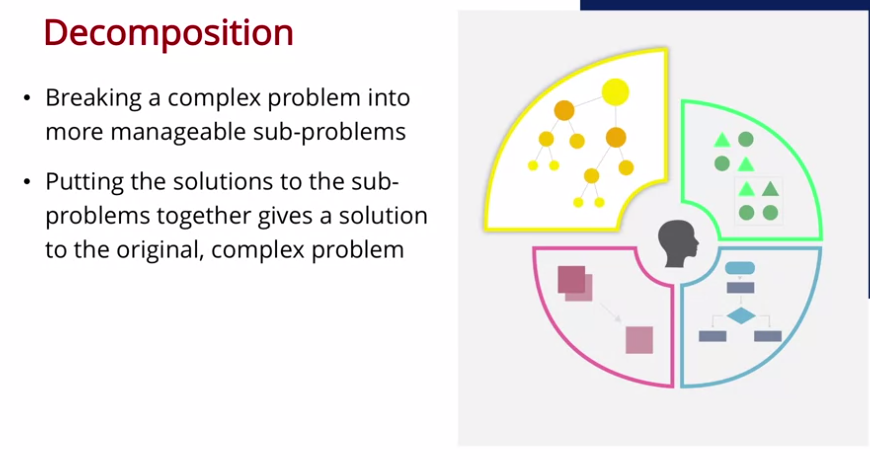 Decomposition
• Breaking a complex problem into
more manageable sub-problems
• Putting the solutions to the sub-
problems together gives a solution
to the original, complex problem